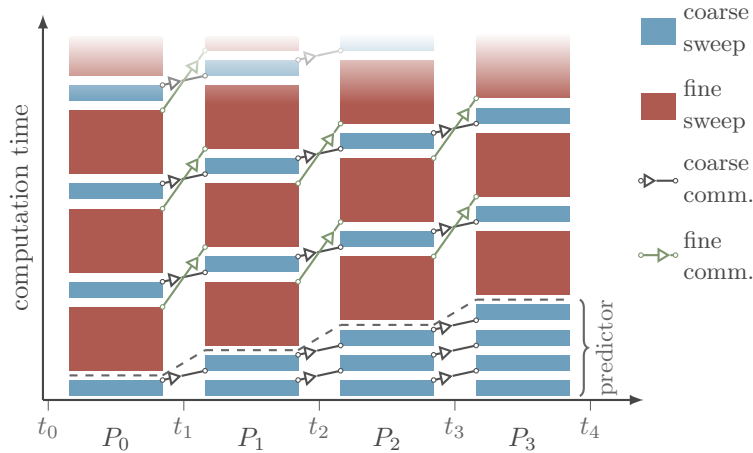 coarse
sweep
fine
sweep
coarse
comm.
fine
comm.
computation time
predictor
t₀ P₀ t₁ P₁ t₂ P₂ t₃ P₃ t₄